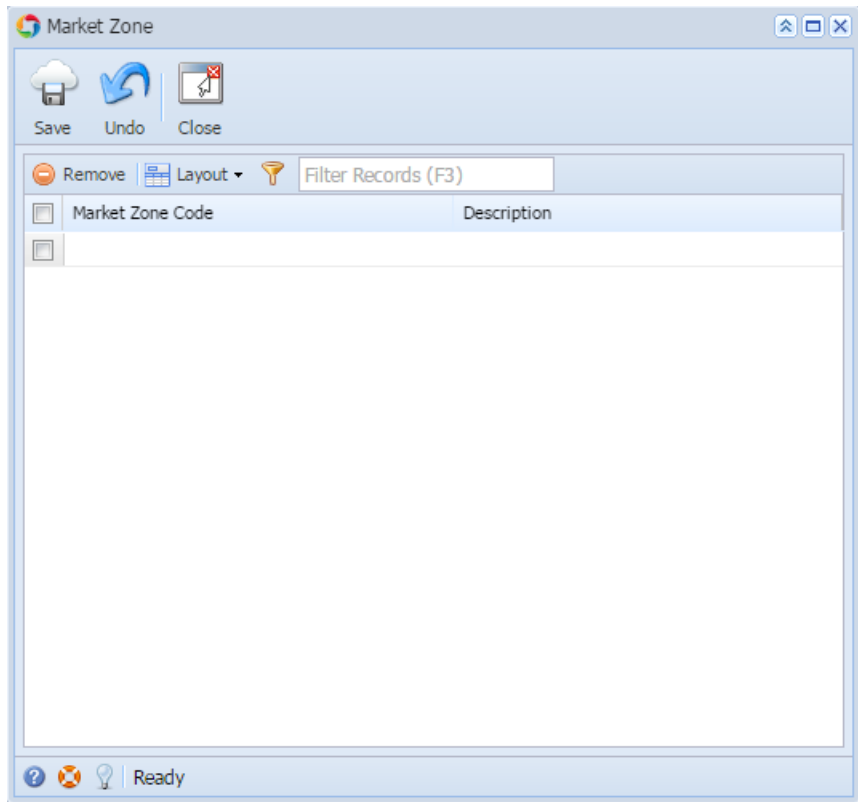 Market Zone
Save Undo Close
Remove Layout Filter Records (F3)
Market Zone Code Description
Ready